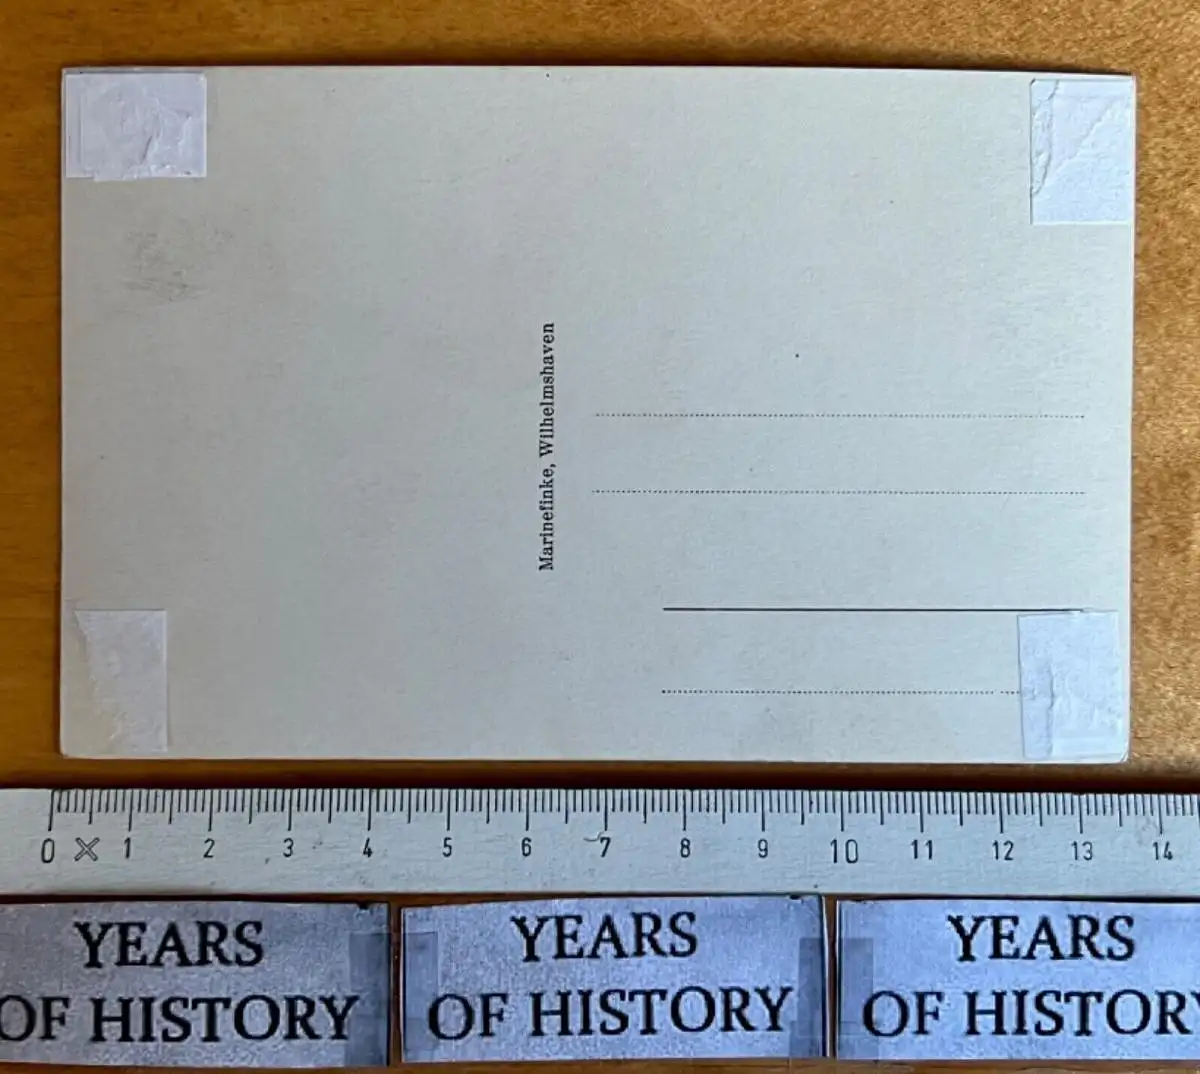 Marinefinke, Wilhelmshaven
0 1 2 3 4 5 6 7 8 9 10 11 12 13 14
YEARS
OF HISTORY
YEARS
OF HISTORY
YEARS
OF HISTORY